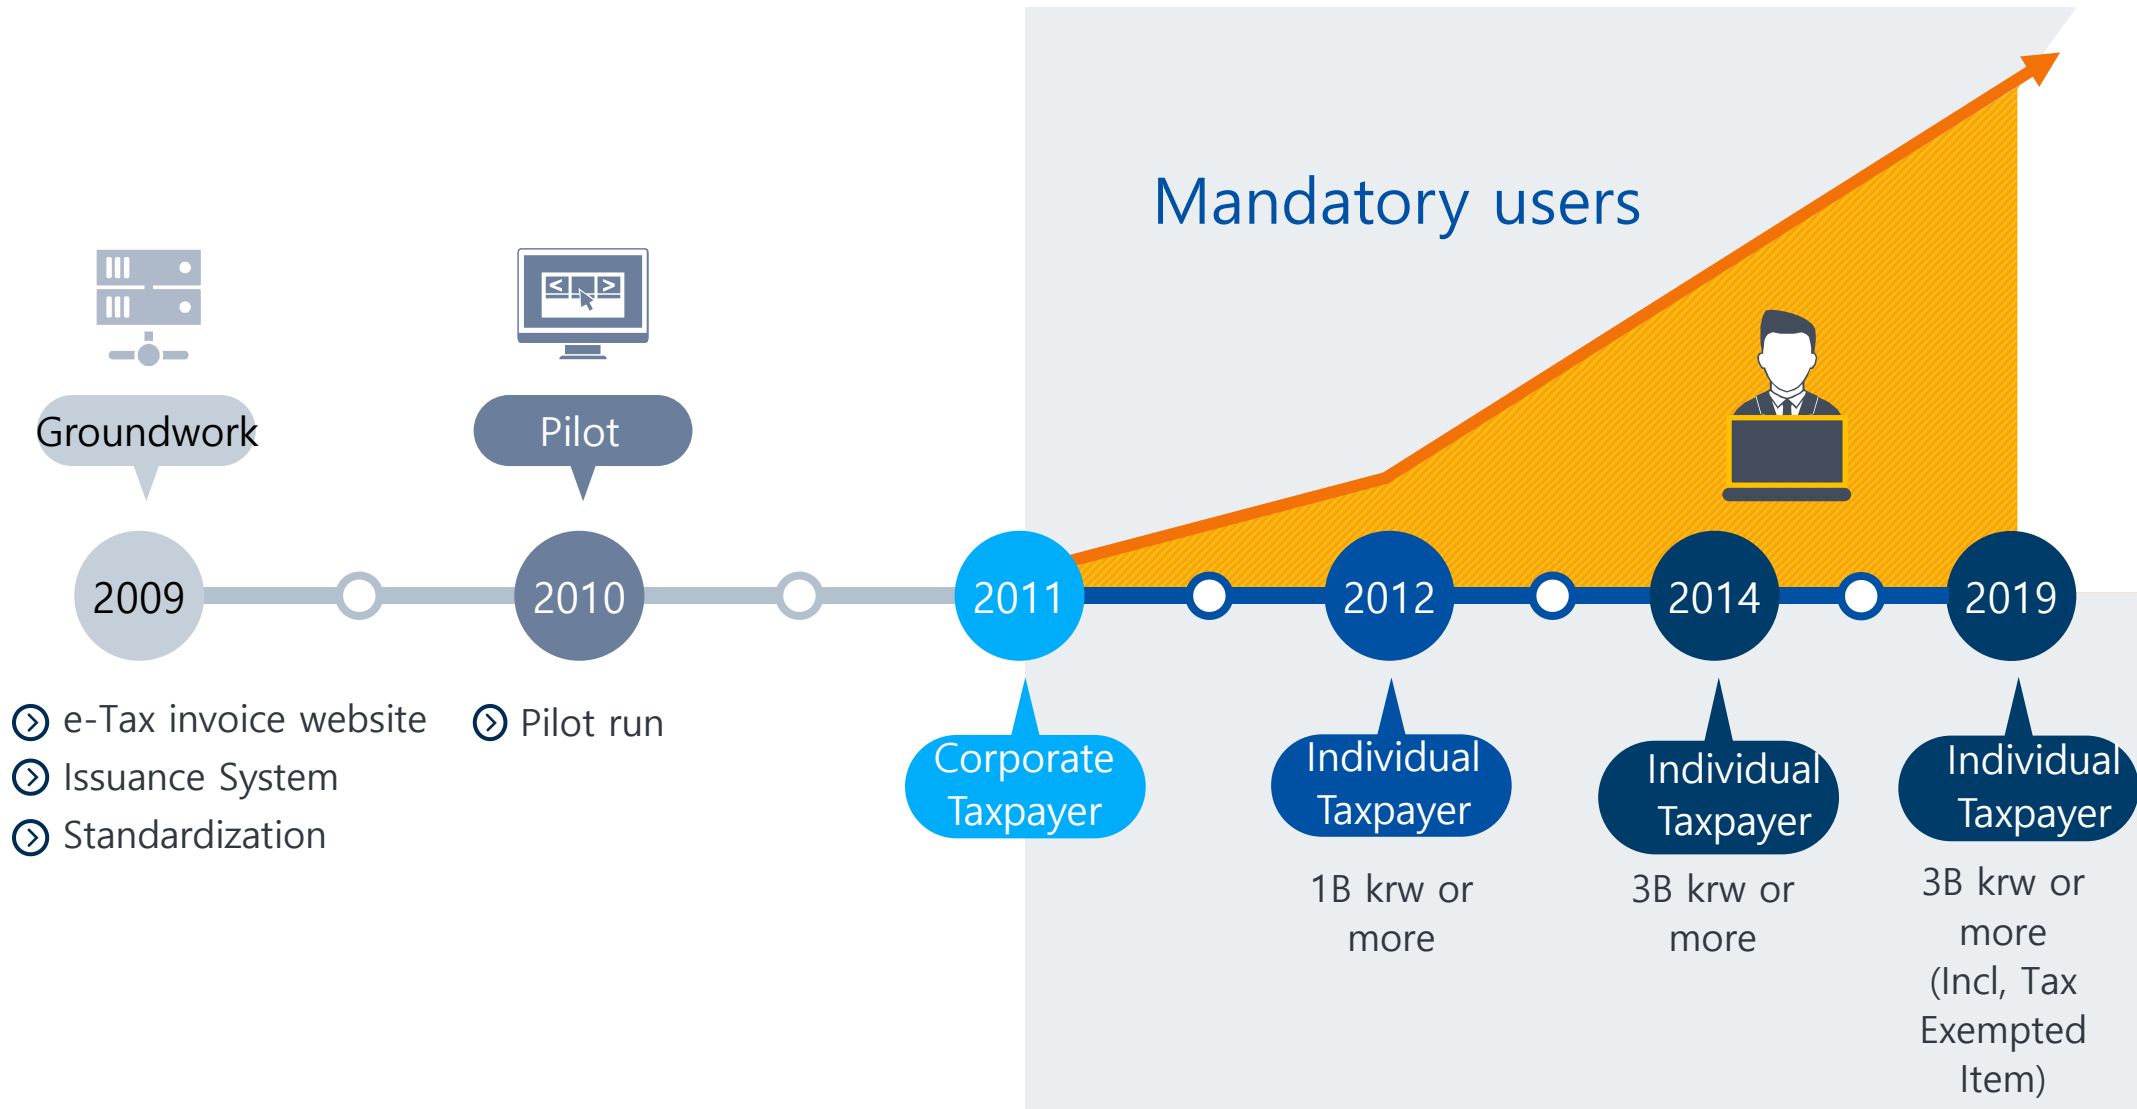 Mandatory users
Groundwork
Pilot
2009
2010
2011
2012
2014
2019
e-Tax invoice website
Issuance System
Standardization
Pilot run
Corporate
Taxpayer
Individual
Taxpayer
1B krw or
more
Individual
Taxpayer
3B krw or
more
Individual
Taxpayer
3B krw or
more
(Incl, Tax
Exempted
Item)